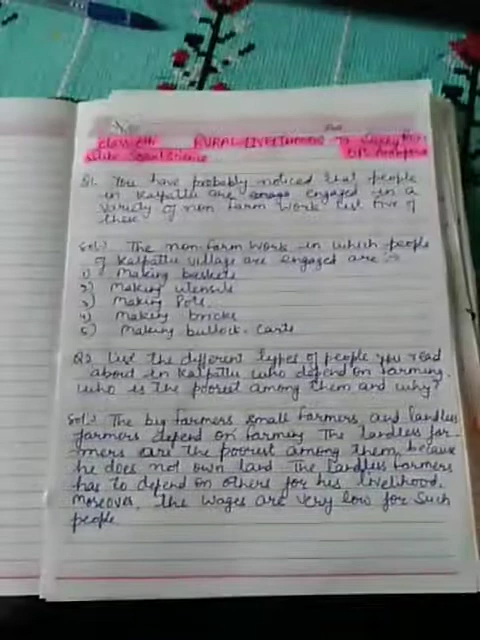 Class 6th RURAL LIVELIHOODS
Sub: Social Science
Q1. You have probably noticed that people
in Kalpattu are engaged in a
variety of non farm work list five of
these
Sol:) The non-farm work in which people
of Kalpattu village are engaged are :-
1) Making baskets
2) Making utensils
3) Making Pots.
4) Making bricks
5) Making bullock-carts
Q2. List the different types of people you read
about in Kalpattu who depend on farming.
Who is the poorest among them and why?
Sol:) The big farmers small farmers and landless
farmers depend on farming The landless far-
mers are the poorest among them, because
he does not own land The landless farmers
has to depend on others for his livelihood.
Moreover, the wages are very low for such
people